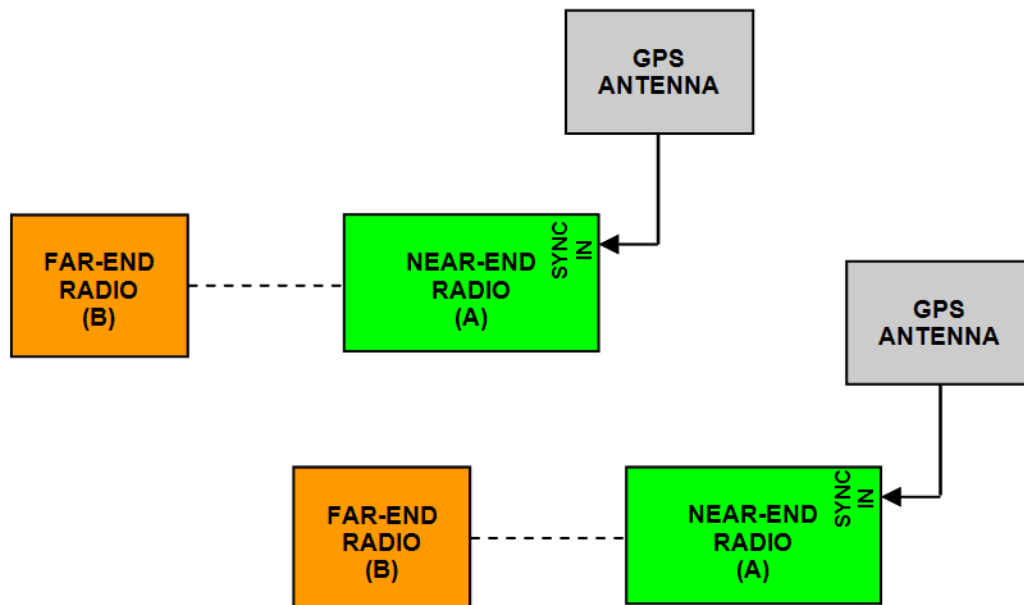 GPS
ANTENNA
FAR-END
RADIO
(B)
NEAR-END
RADIO
(A)
SYNC
IN
GPS
ANTENNA
FAR-END
RADIO
(B)
NEAR-END
RADIO
(A)
SYNC
IN